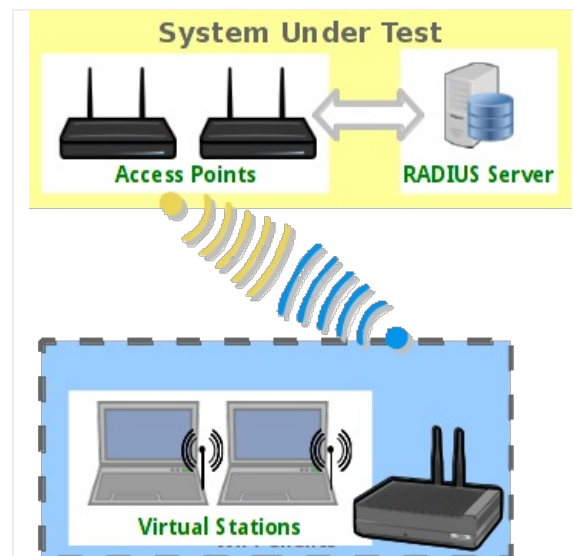 System Under Test
Access Points
RADIUS Server
Virtual Stations